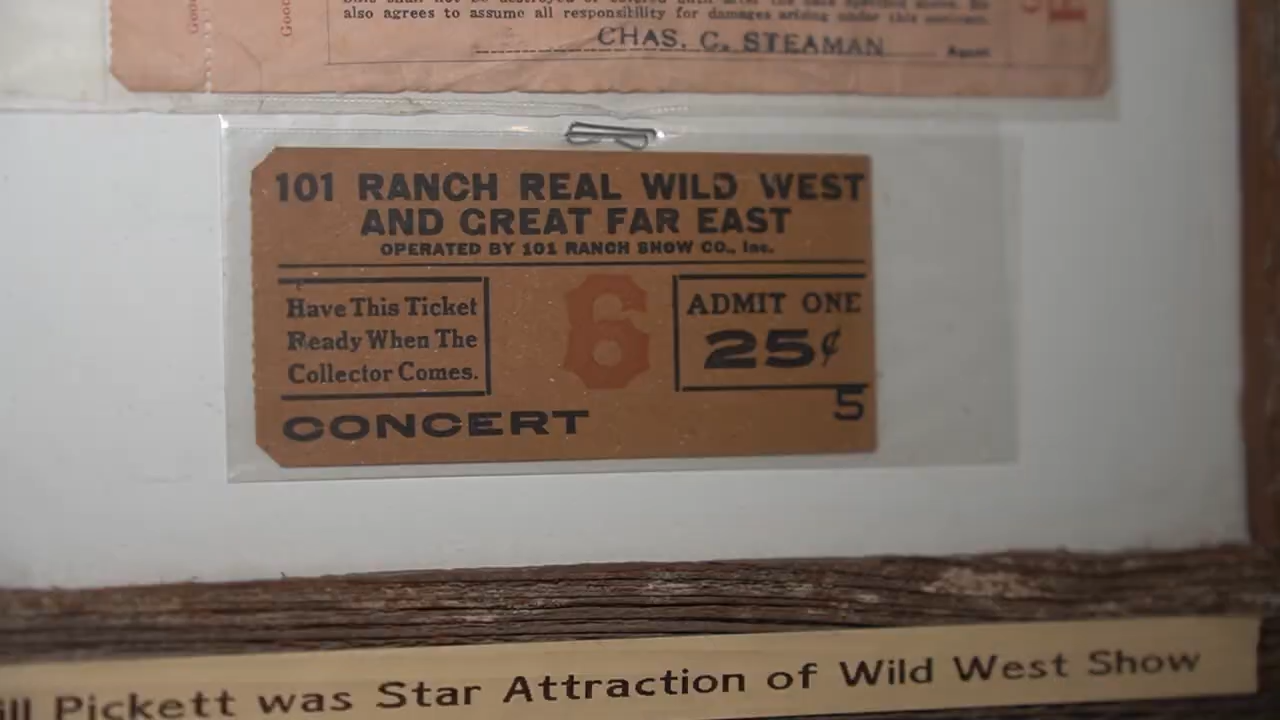 also agrees to assume all responsibility for damages arising under this contract.
CHAS. C. STEAMAN Agent
101 RANCH REAL WILD WEST
AND GREAT FAR EAST
OPERATED BY 101 RANCH SHOW CO., Inc.
Have This Ticket
Ready When The
Collector Comes.
6
ADMIT ONE
25¢
5
CONCERT
ill Pickett was Star Attraction of Wild West Show